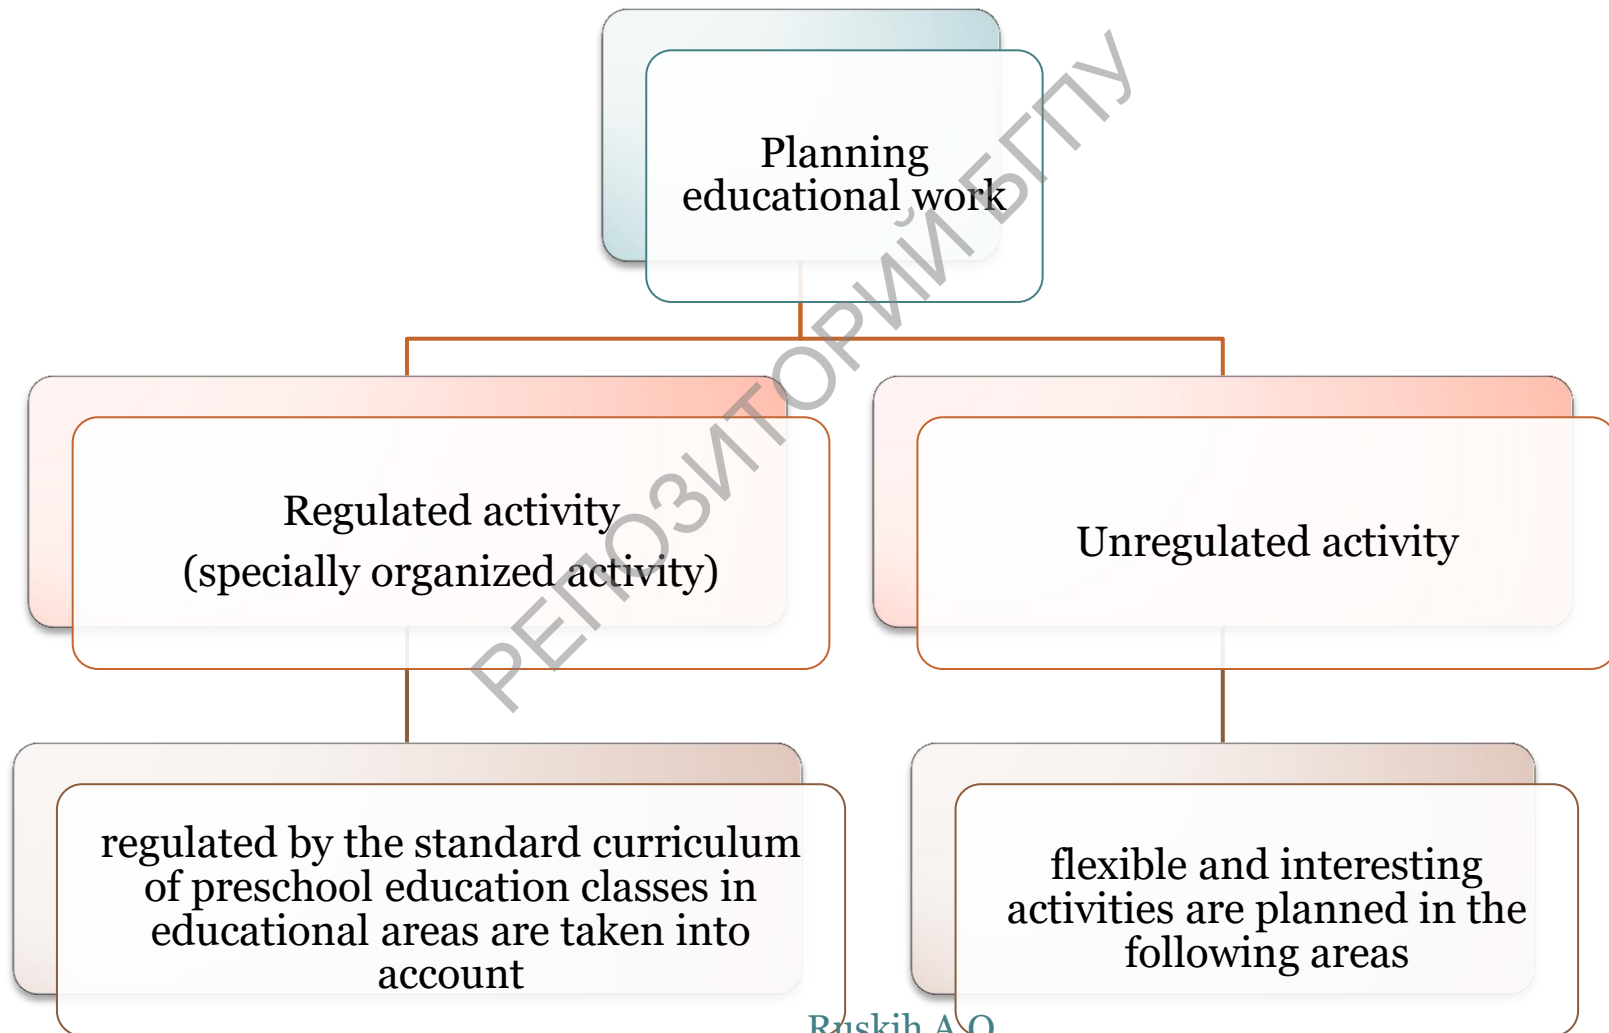 Planning
educational work
Regulated activity
(specially organized activity)
Unregulated activity
regulated by the standard curriculum
of preschool education classes in
educational areas are taken into
account
flexible and interesting
activities are planned in the
following areas
РЕПОЗИТОРИЙ БГПУ
Ruskih A.O.